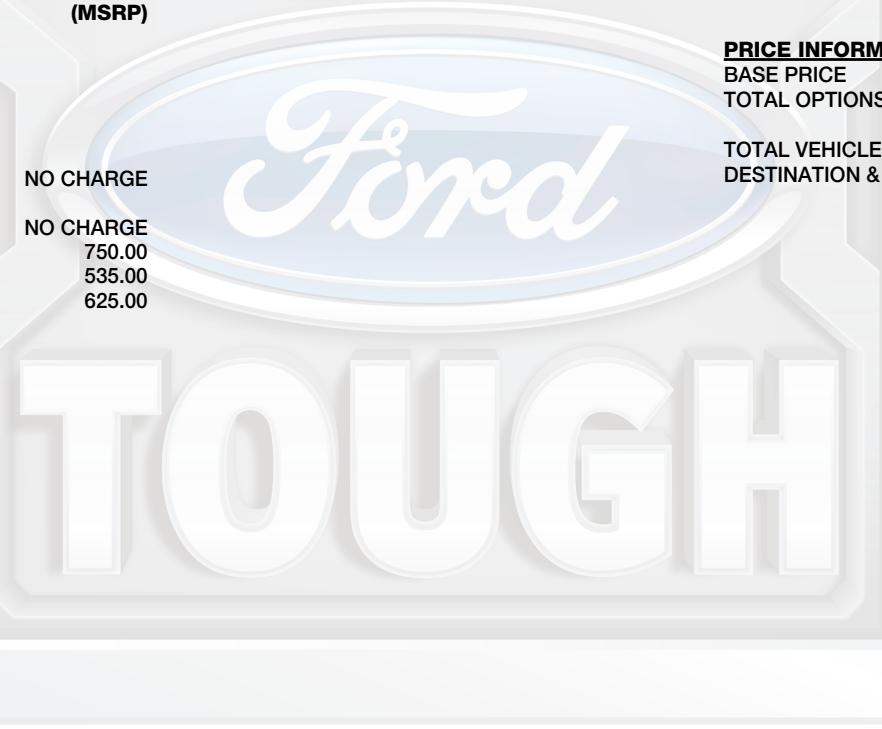 (MSRP)
NO CHARGE
NO CHARGE
750.00
535.00
625.00
PRICE INFORM
BASE PRICE
TOTAL OPTIONS
TOTAL VEHICLE
DESTINATION &
Ford
TOUGH